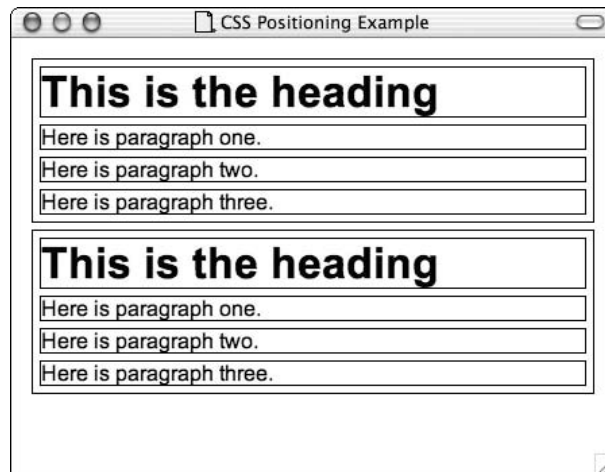 CSS Positioning Example
This is the heading
Here is paragraph one.
Here is paragraph two.
Here is paragraph three.
This is the heading
Here is paragraph one.
Here is paragraph two.
Here is paragraph three.